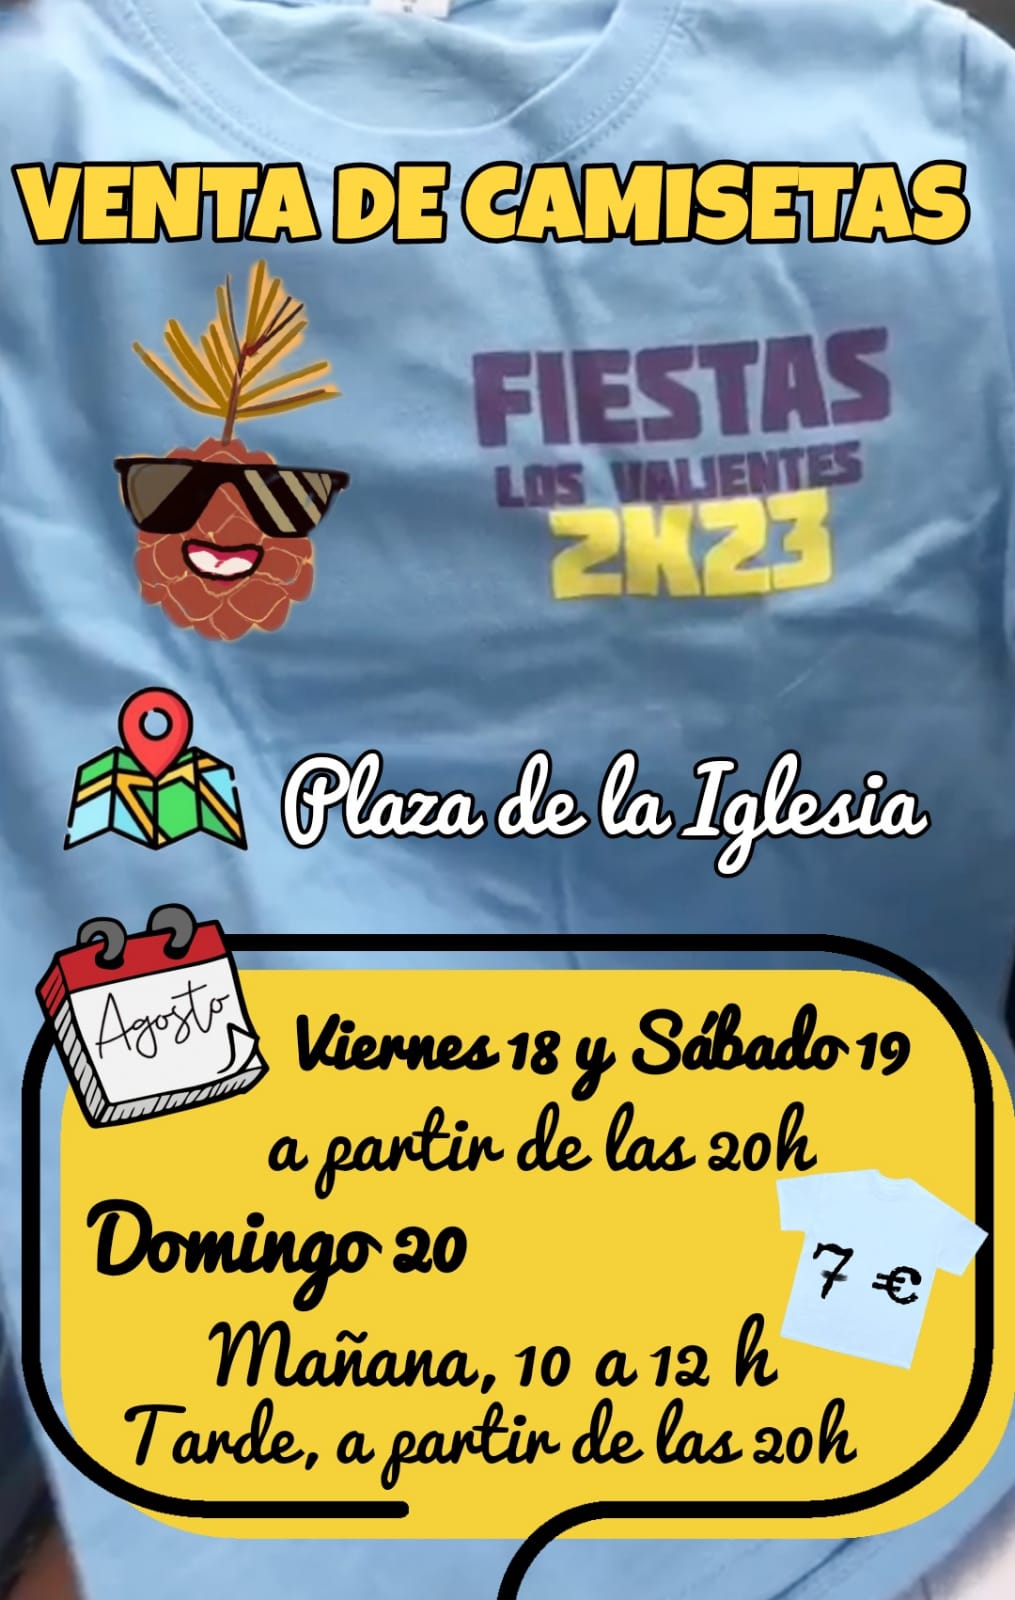 VENTA DE CAMISETAS
FIESTAS
LOS VALIENTES
2K23
Plaza de la Iglesia
Agosto
Viernes 18 y Sábado 19
a partir de las 20h
Domingo 20
7 €
Mañana, 10 a 12 h
Tarde, a partir de las 20h